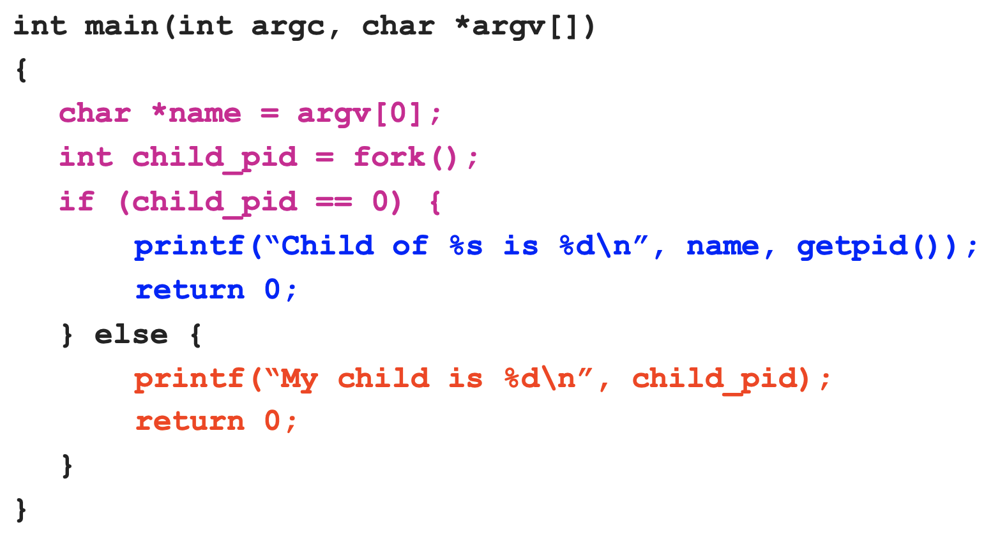 int main(int argc, char *argv[])
{
char *name = argv[0];
int child_pid = fork();
if (child_pid == 0) {
printf(“Child of %s is %d\n”, name, getpid());
return 0;
} else {
printf(“My child is %d\n”, child_pid);
return 0;
}
}